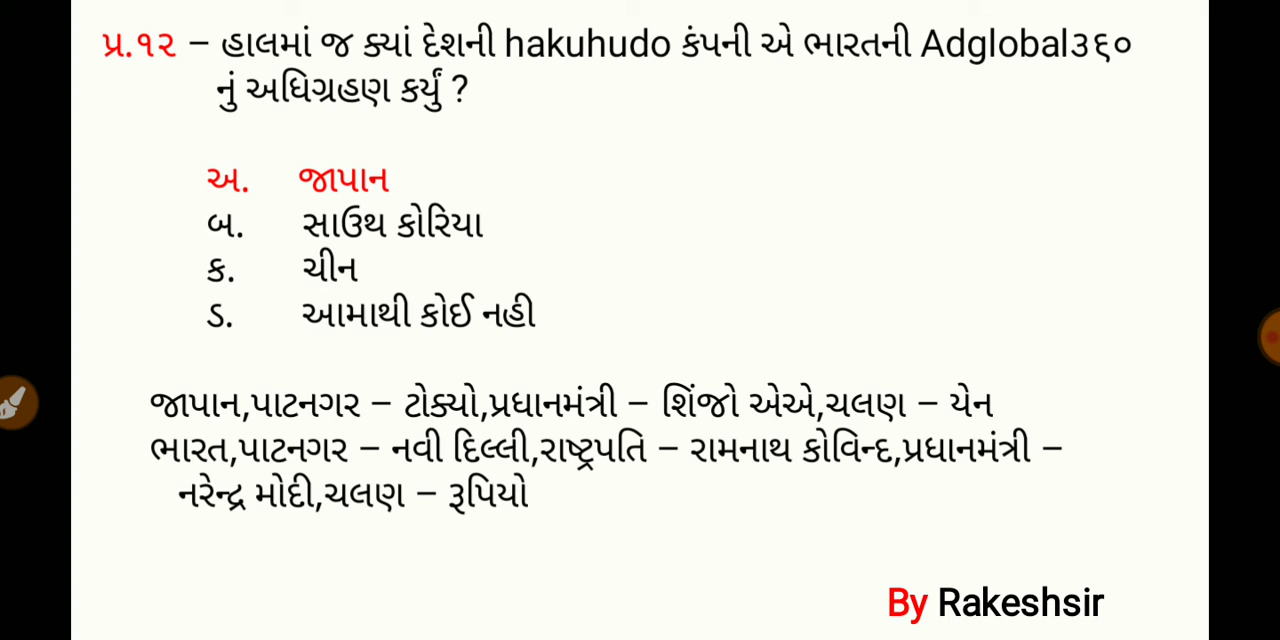 પ્ર.૧૨ – હાલમાં જ ક્યાં દેશની hakuhudo કંપની એ ભારતની Adglobal૩૬૦
નું અધિગ્રહણ કર્યું ?
અ. જાપાન
બ. સાઉથ કોરિયા
ક. ચીન
ડ. આમાથી કોઈ નહી
જાપાન,પાટનગર – ટોક્યો,પ્રધાનમંત્રી – શિંજો એએ,ચલણ – યેન
ભારત,પાટનગર – નવી દિલ્લી,રાષ્ટ્રપતિ – રામનાથ કોવિન્દ,પ્રધાનમંત્રી –
નરેન્દ્ર મોદી,ચલણ – રૂપિયો
By Rakeshsir